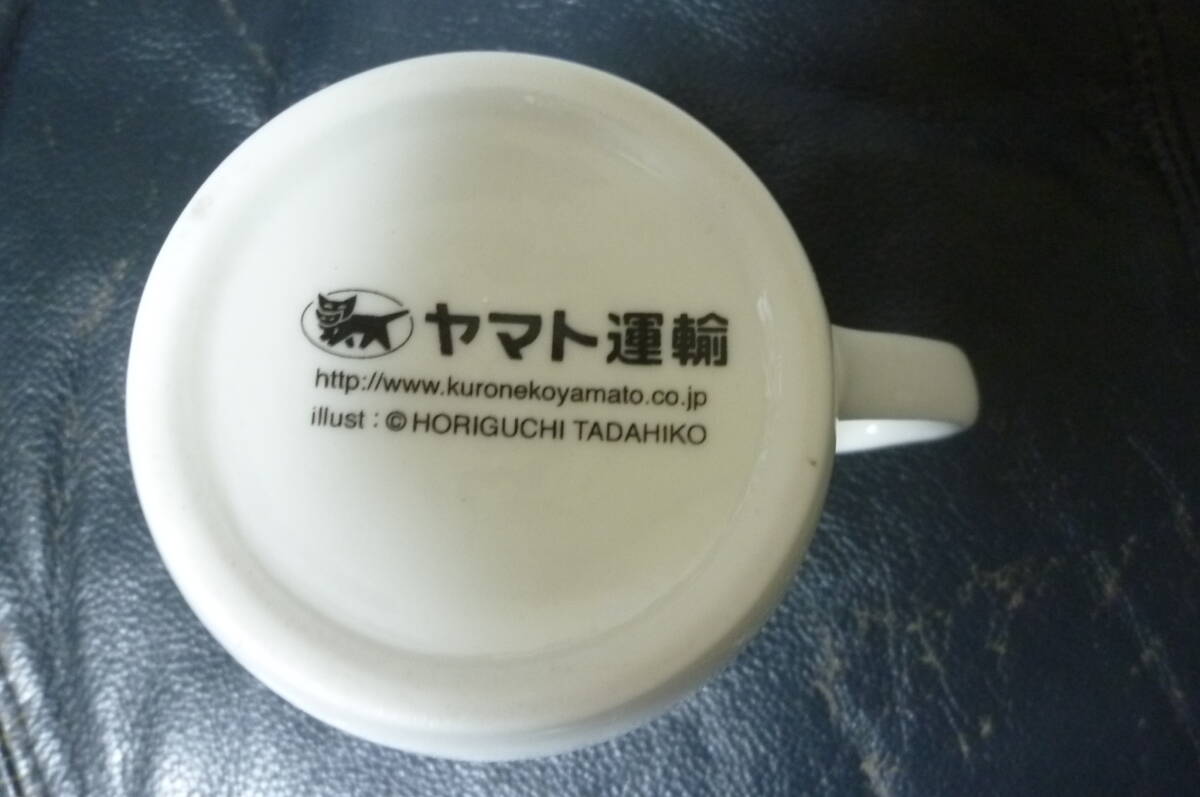 ヤマト運輸
http://www.kuronekoyamato.co.jp
illust : © HORIGUCHI TADAHIKO